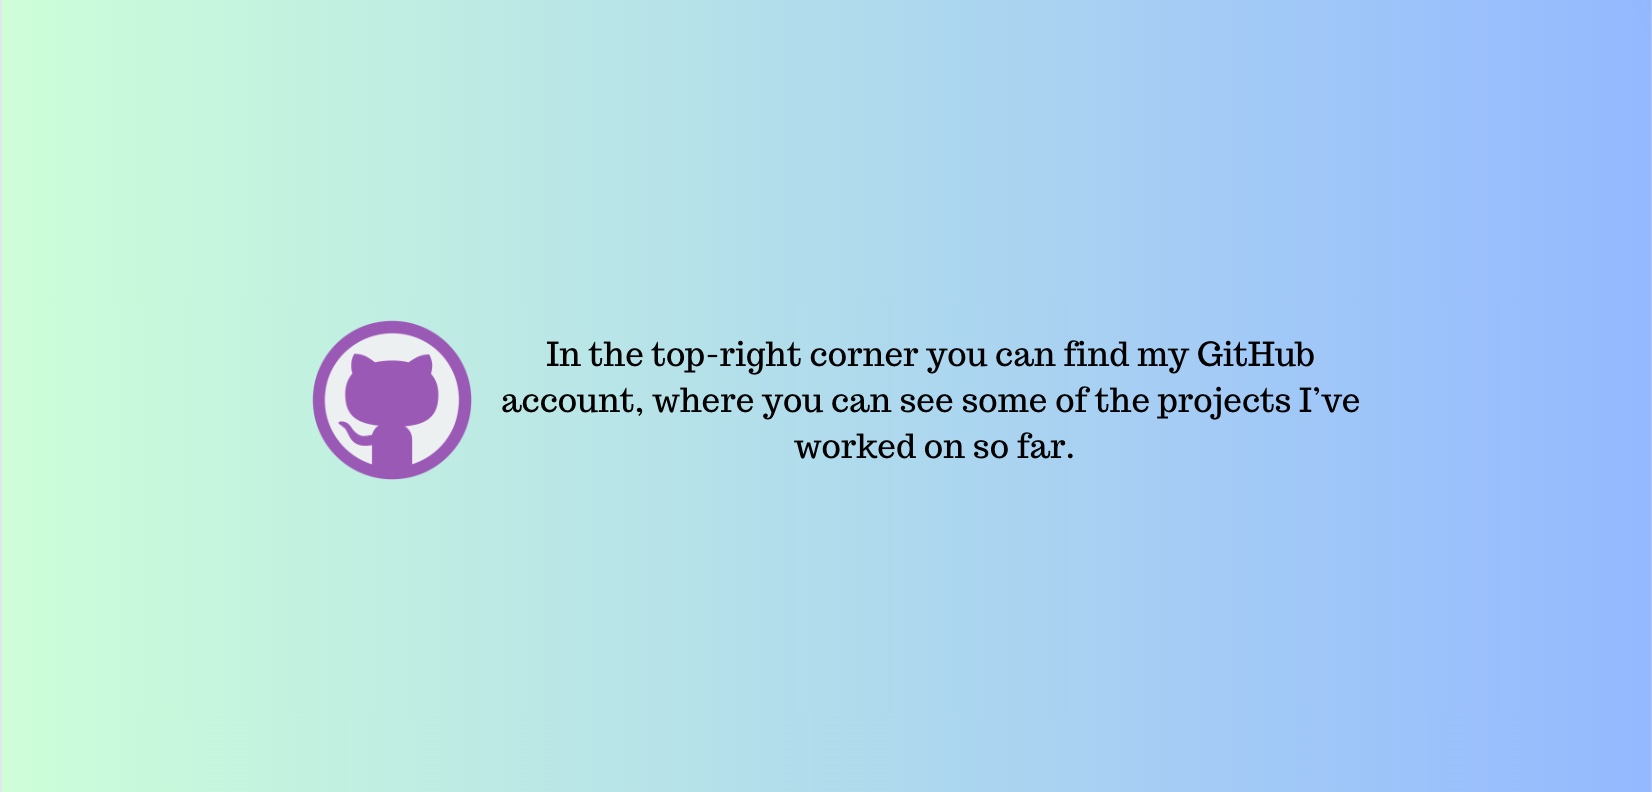 In the top-right corner you can find my GitHub
account, where you can see some of the projects I’ve
worked on so far.